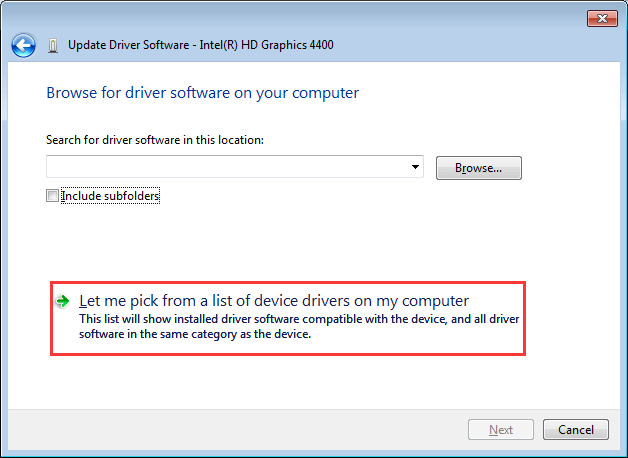 Update Driver Software - Intel(R) HD Graphics 4400
Browse for driver software on your computer
Search for driver software in this location:
Browse...
Include subfolders
Let me pick from a list of device drivers on my computer
This list will show installed driver software compatible with the device, and all driver
software in the same category as the device.
Next
Cancel